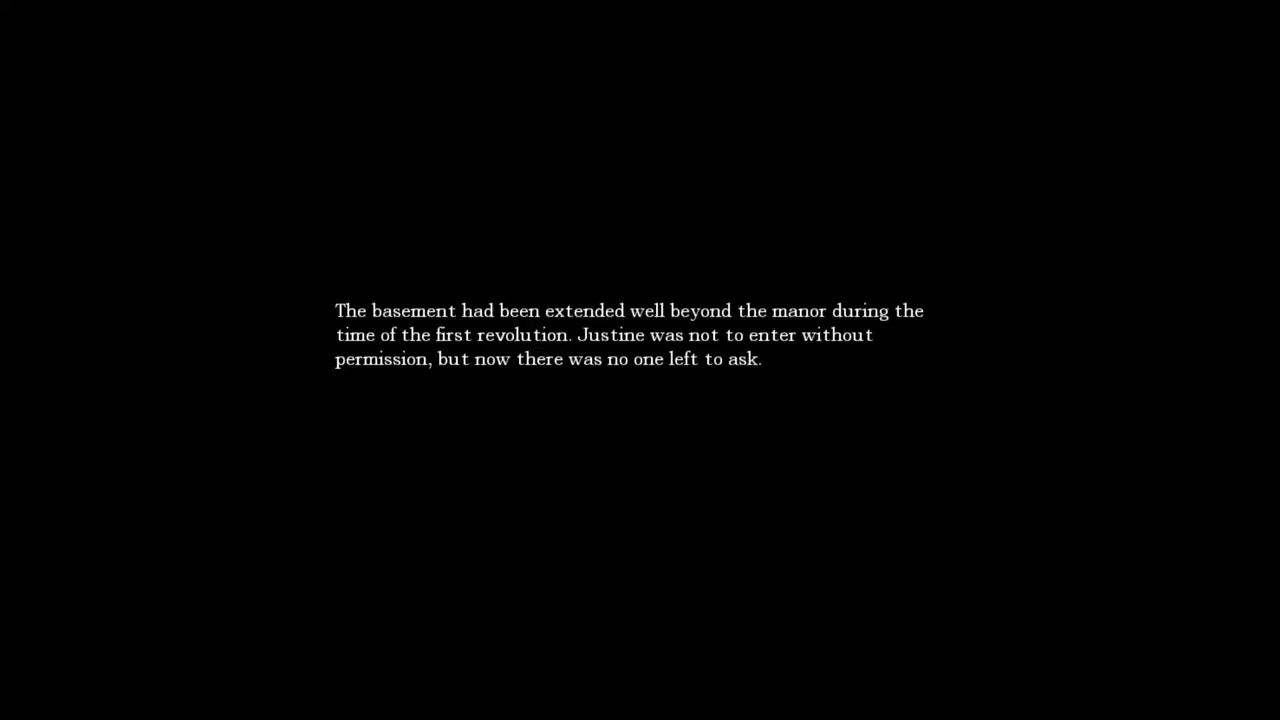 The basement had been extended well beyond the manor during the
time of the first revolution. Justine was not to enter without
permission, but now there was no one left to ask.